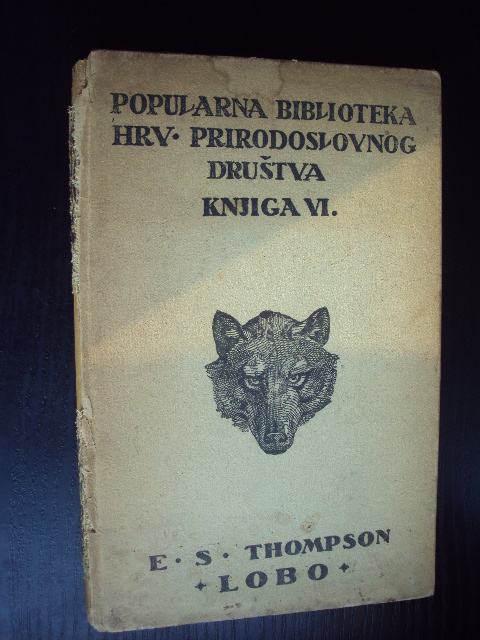 POPULARNA BIBLIOTEKA
HRV· PRIRODOSLOVNOG
DRUŠTVA
KNJIGA VI.
E · S · THOMPSON
LOBO